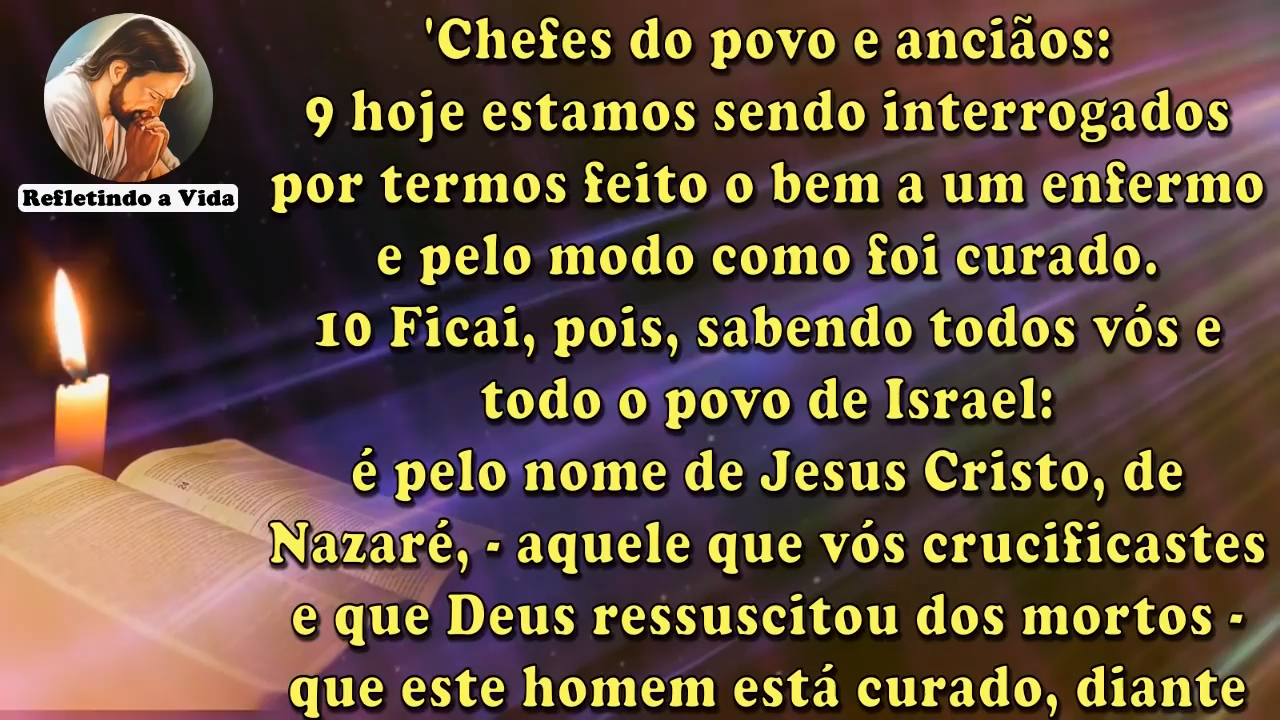 Refletindo a Vida
'Chefes do povo e anciãos:
9 hoje estamos sendo interrogados
por termos feito o bem a um enfermo
e pelo modo como foi curado.
10 Ficai, pois, sabendo todos vós e
todo o povo de Israel:
é pelo nome de Jesus Cristo, de
Nazaré, - aquele que vós crucificastes
e que Deus ressuscitou dos mortos -
que este homem está curado, diante